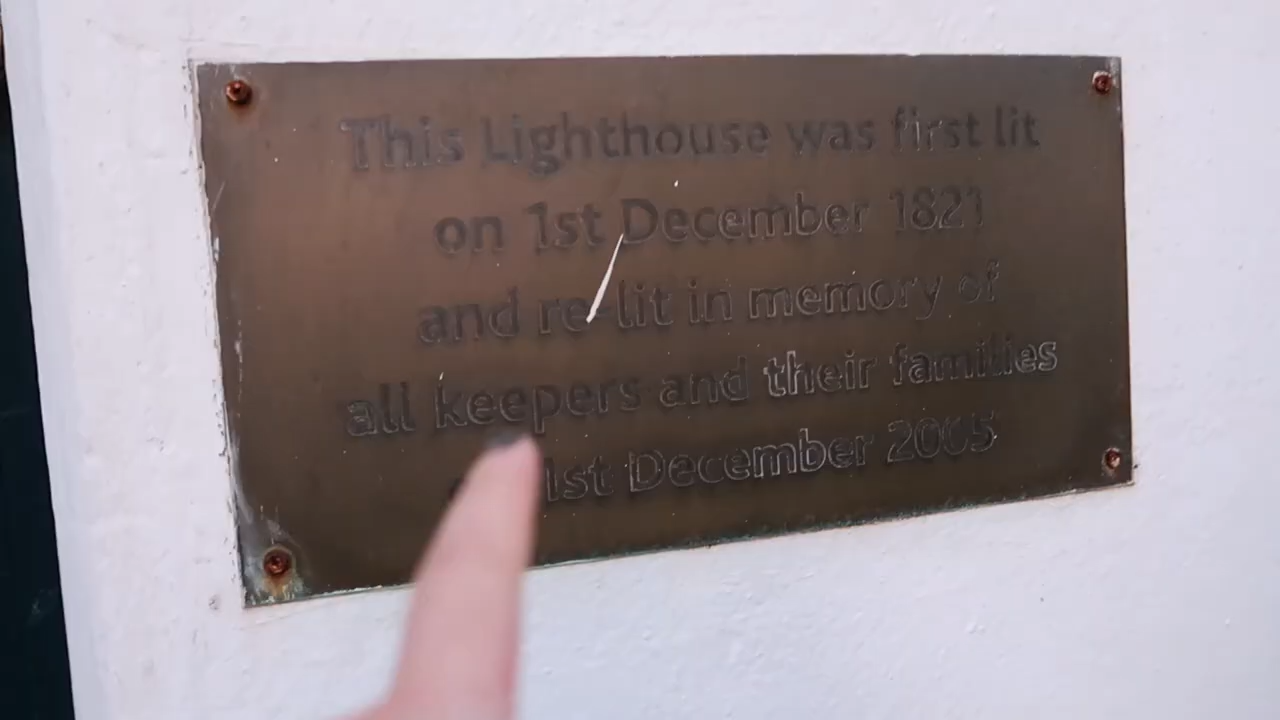 This Lighthouse was first lit
on 1st December 1821
and re-lit in memory of
all keepers and their families
1st December 2005